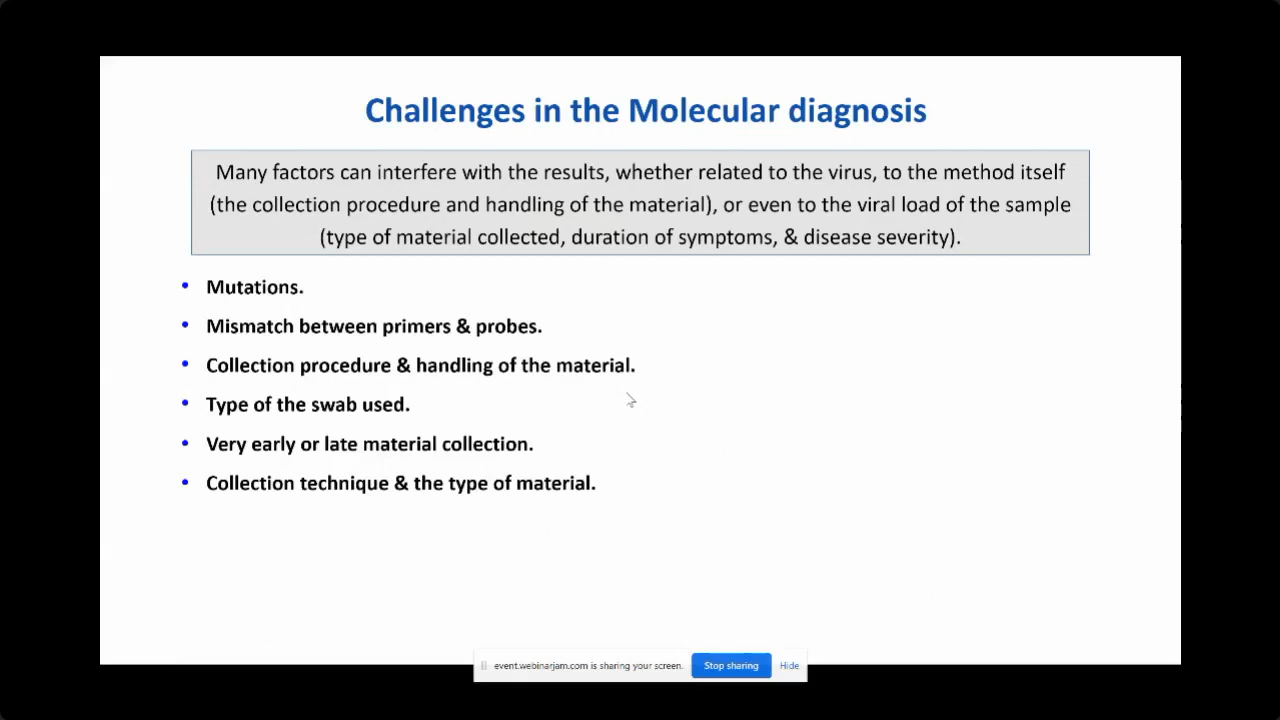 Challenges in the Molecular diagnosis
Many factors can interfere with the results, whether related to the virus, to the method itself
(the collection procedure and handling of the material), or even to the viral load of the sample
(type of material collected, duration of symptoms, & disease severity).
• Mutations.
• Mismatch between primers & probes.
• Collection procedure & handling of the material.
• Type of the swab used.
• Very early or late material collection.
• Collection technique & the type of material.
event.webinarjam.com is sharing your screen. Stop sharing Hide